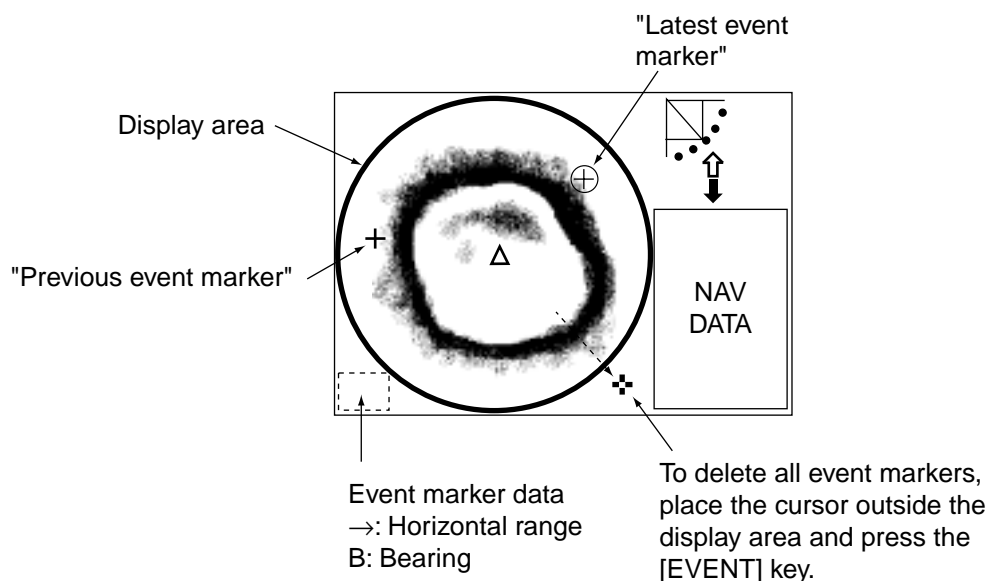 "Latest event
marker"
Display area
"Previous event marker"
NAV
DATA
Event marker data
→: Horizontal range
B: Bearing
To delete all event markers,
place the cursor outside the
display area and press the
[EVENT] key.